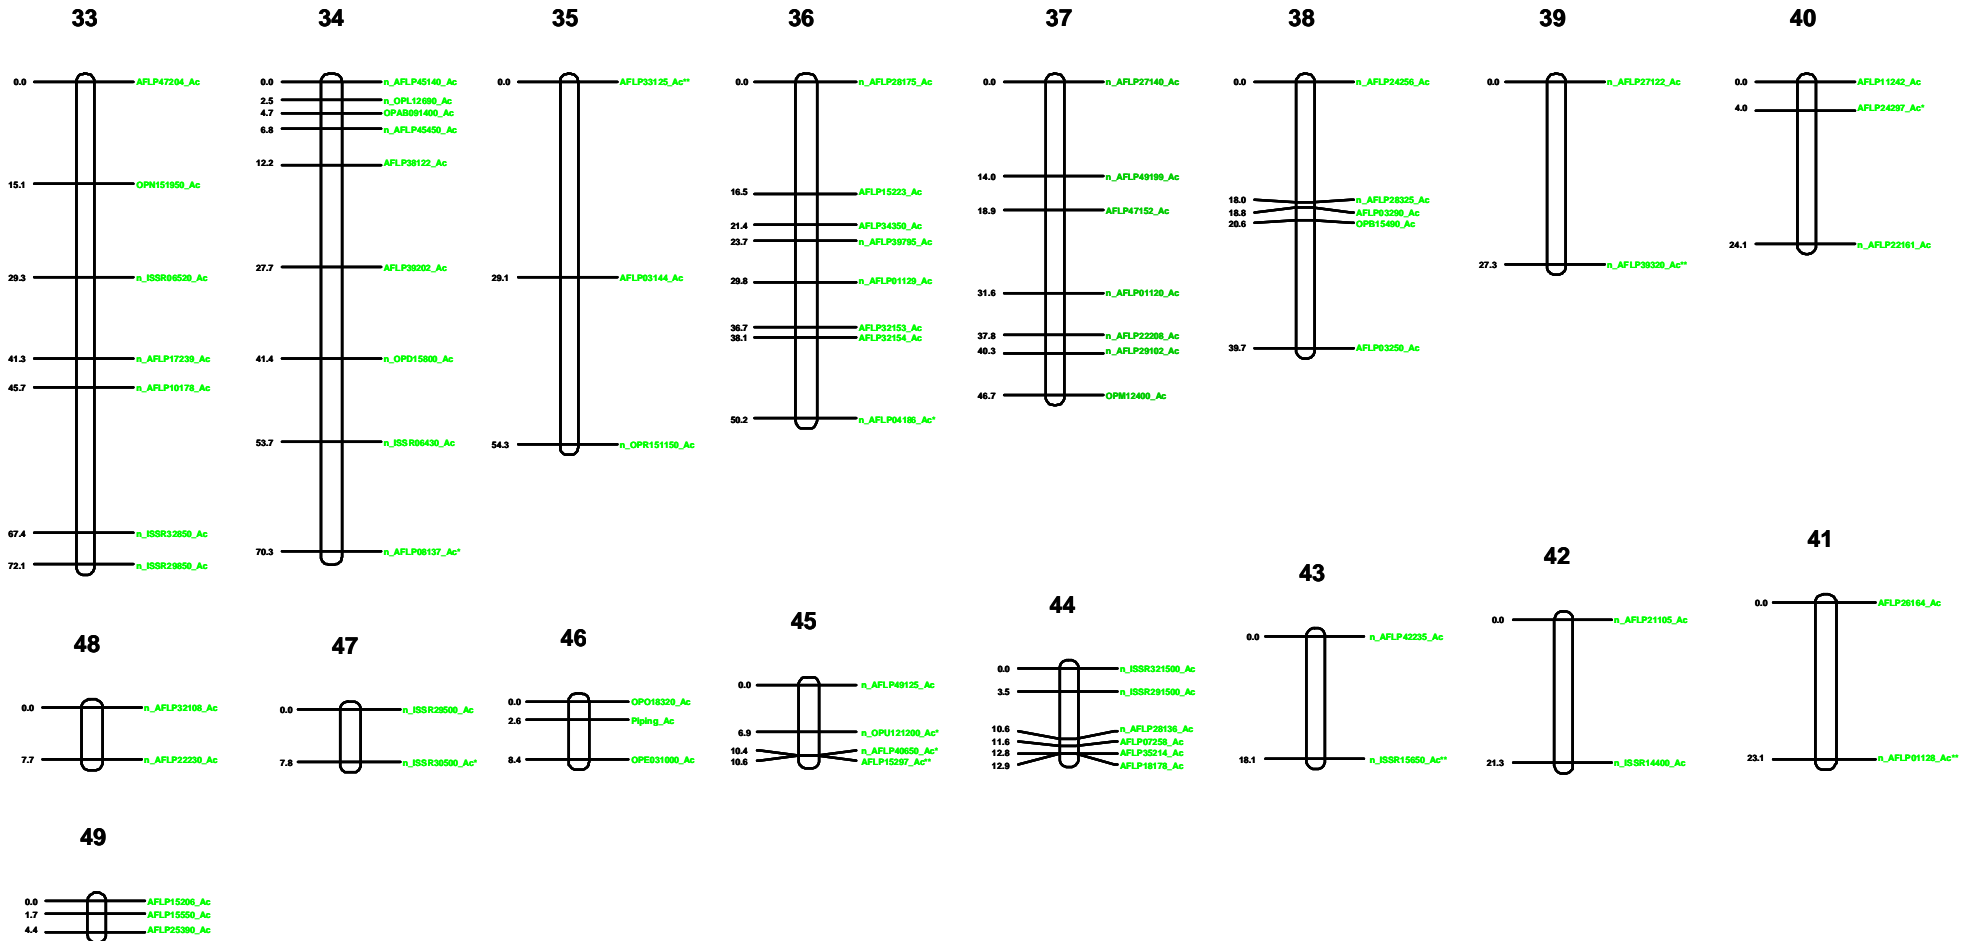 33
0.0 AFLP47204_Ac
15.1 OPN151950_Ac
29.3 n_ISSR06520_Ac
41.3 n_AFLP17239_Ac
45.7 n_AFLP10176_Ac
67.4 n_ISSR32850_Ac
72.1 n_ISSR29850_Ac
34
0.0 n_AFLP45140_Ac
2.5 n_OPL12690_Ac
4.7 OPAB091400_Ac
6.8 n_AFLP45450_Ac
12.2 AFLP38122_Ac
27.7 AFLP39202_Ac
41.4 n_OPD15800_Ac
53.7 n_ISSR06430_Ac
70.3 n_AFLP08137_Ac*
35
0.0 AFLP33125_Ac**
29.1 AFLP03144_Ac
54.3 n_OPR151150_Ac
36
0.0 n_AFLP28175_Ac
16.5 AFLP15223_Ac
21.4 AFLP34350_Ac
23.7 n_AFLP39795_Ac
29.8 n_AFLP01129_Ac
36.7 AFLP32153_Ac
38.1 AFLP32154_Ac
50.2 n_AFLP04186_Ac*
37
0.0 n_AFLP27140_Ac
14.0 n_AFLP49199_Ac
18.9 AFLP47152_Ac
31.6 n_AFLP01120_Ac
37.8 n_AFLP22208_Ac
40.3 n_AFLP29102_Ac
46.7 OPM12400_Ac
38
0.0 n_AFLP24256_Ac
18.0 n_AFLP28325_Ac
18.8 AFLP03290_Ac
20.6 OPB15490_Ac
39.7 AFLP03250_Ac
39
0.0 n_AFLP27122_Ac
27.3 n_AFLP39320_Ac**
40
0.0 AFLP11242_Ac
4.0 AFLP24297_Ac*
24.1 n_AFLP22161_Ac
48
0.0 n_AFLP32108_Ac
7.7 n_AFLP22230_Ac
47
0.0 n_ISSR29500_Ac
7.8 n_ISSR30500_Ac*
46
0.0 OPO18320_Ac
2.6 Piping_Ac
8.4 OPE031000_Ac
45
0.0 n_AFLP49125_Ac
6.9 n_OPU121200_Ac*
10.4 n_AFLP40650_Ac*
10.6 AFLP15297_Ac**
44
0.0 n_ISSR321500_Ac
3.5 n_ISSR291500_Ac
10.6 n_AFLP28136_Ac
11.6 AFLP07259_Ac
12.8 AFLP35214_Ac
12.9 AFLP18178_Ac
43
0.0 n_AFLP42235_Ac
18.1 n_ISSR15650_Ac**
42
0.0 n_AFLP21105_Ac
21.3 n_ISSR14400_Ac
41
0.0 AFLP26164_Ac
23.1 n_AFLP01128_Ac**
49
0.0 AFLP15206_Ac
1.7 AFLP15550_Ac
4.4 AFLP25390_Ac